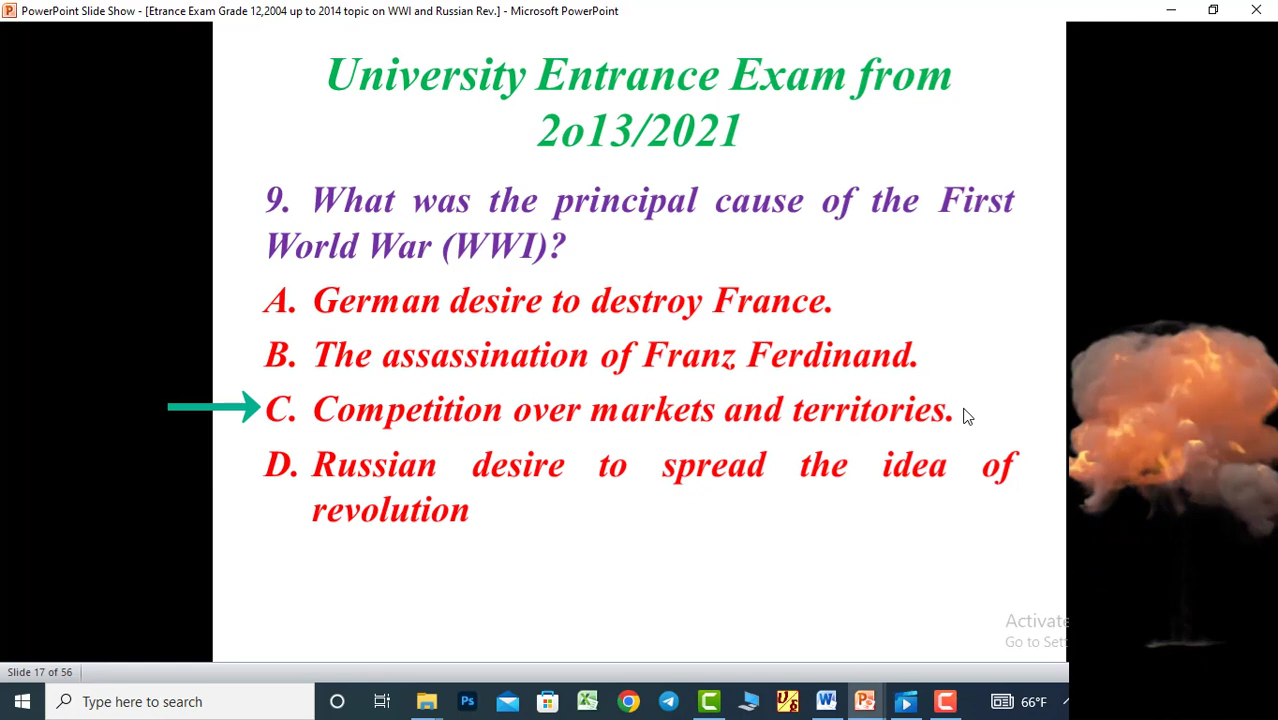 PowerPoint Slide Show - [Etrance Exam Grade 12,2004 up to 2014 topic on WWI and Russian Rev.] - Microsoft PowerPoint
University Entrance Exam from
2o13/2021
9. What was the principal cause of the First
World War (WWI)?
A. German desire to destroy France.
B. The assassination of Franz Ferdinand.
C. Competition over markets and territories.
D. Russian desire to spread the idea of
revolution
Activate
Go to Sett
Slide 17 of 56
Type here to search
66°F